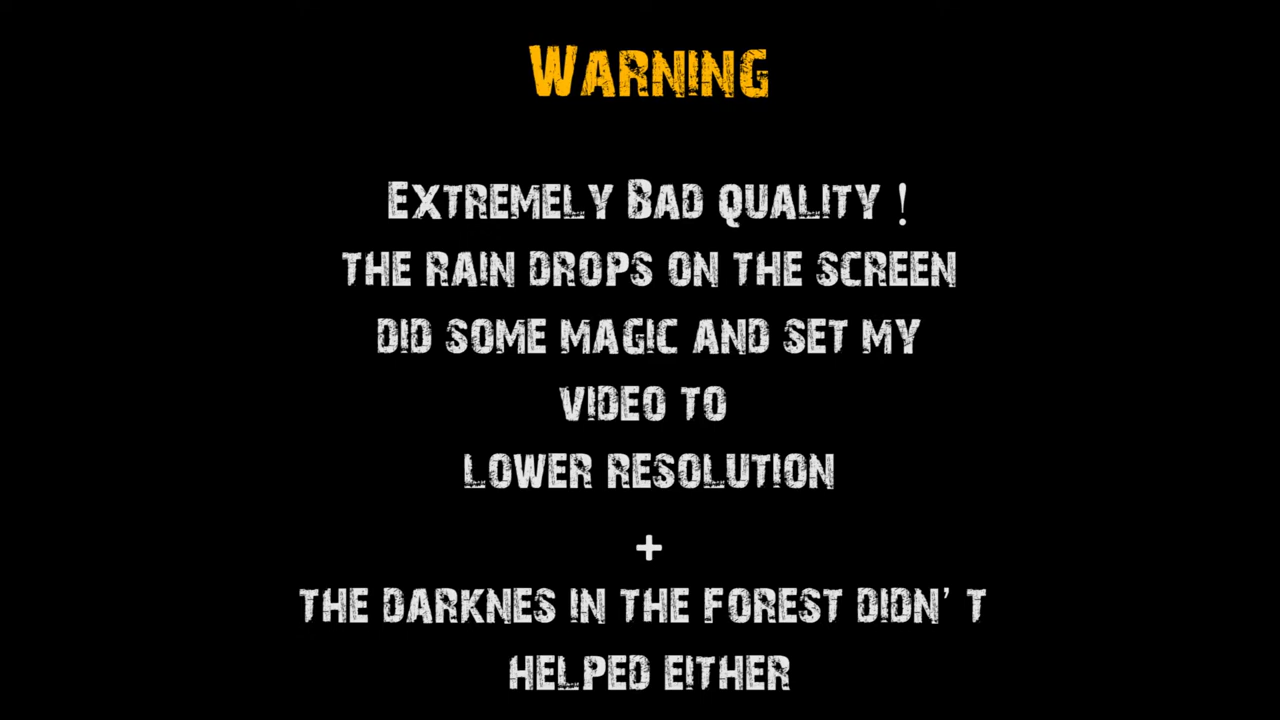 Warning
Extremely Bad quality !
the rain drops on the screen
did some magic and set my
video to
lower resolution
+
the darknes in the forest didn' t
helped either